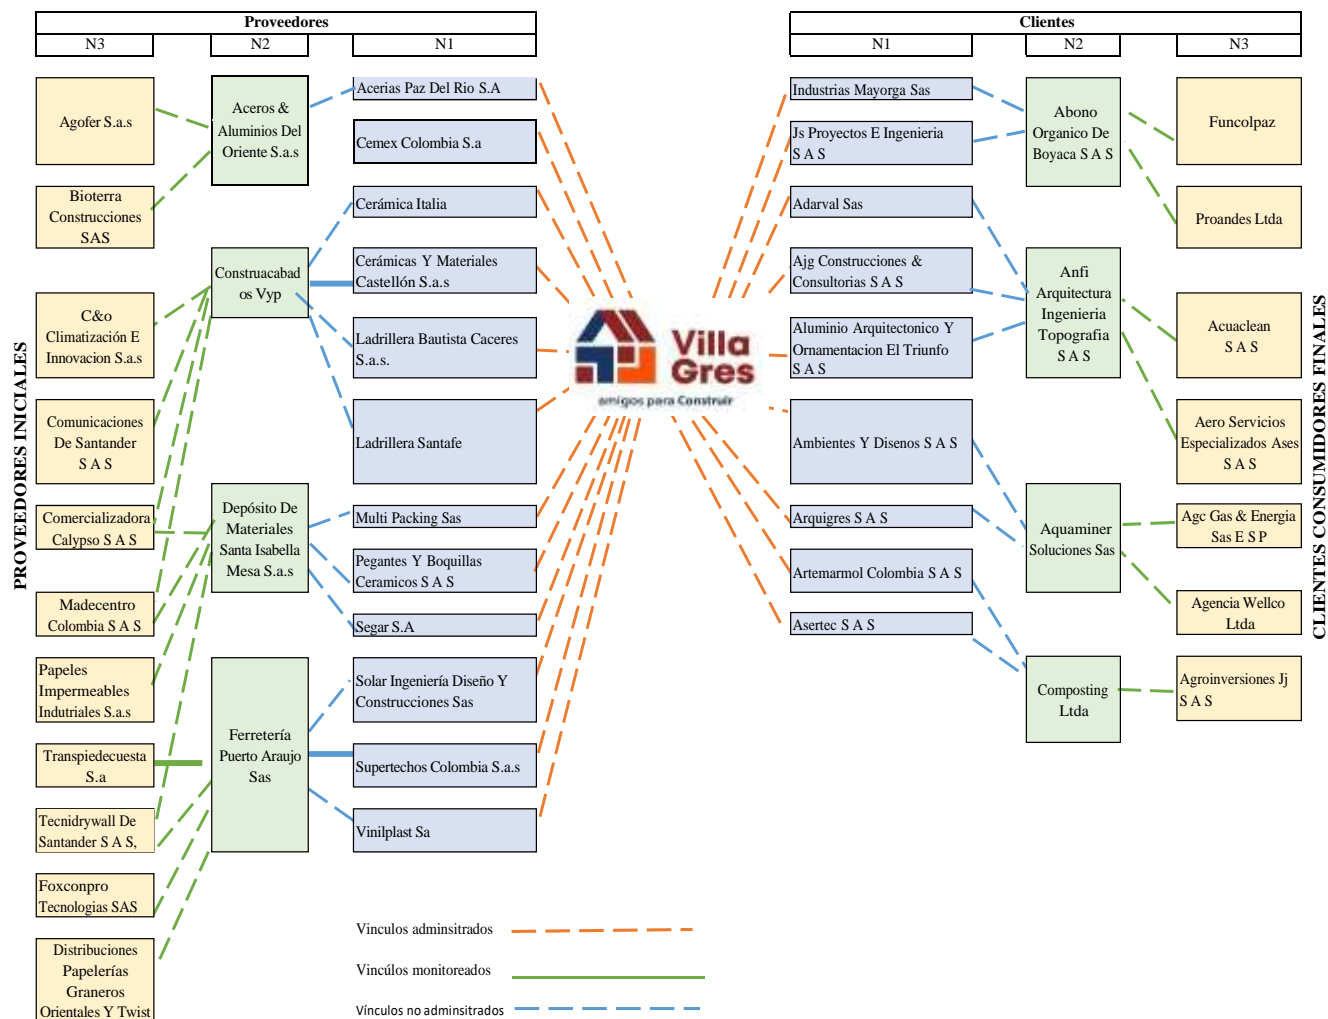 Proveedores
N3
N2
N1
Clientes
N1
N2
N3
PROVEEDORES INICIALES
Agofer S.a.s
Bioterra
Construcciones
SAS
C&o
Climatización E
Innovacion S.a.s
Comunicaciones
De Santander
S A S
Comercializadora
Calypso S A S
Madecentro
Colombia S A S
Papeles
Impermeables
Indutriales S.a.s
Transpiedecuesta
S.a
Tecnidrywall De
Santander S A S,
Foxconpro
Tecnologias SAS
Distribuciones
Papelerías
Graneros
Orientales Y Twist
Aceros &
Aluminios Del
Oriente S.a.s
Construacabad
os Vyp
Depósito De
Materiales
Santa Isabella
Mesa S.a.s
Ferretería
Puerto Araujo
Sas
Acerias Paz Del Rio S.A
Cemex Colombia S.a
Cerámica Italia
Cerámicas Y Materiales
Castellón S.a.s
Ladrillera Bautista Caceres
S.a.s.
Ladrillera Santafe
Multi Packing Sas
Pegantes Y Boquillas
Ceramicos S A S
Segar S.A
Solar Ingeniería Diseño Y
Construcciones Sas
Supertechos Colombia S.a.s
Vinilplast Sa
Villa
Gres
amigos para Construir
Industrias Mayorga Sas
Js Proyectos E Ingenieria
S A S
Adarval Sas
Ajg Construcciones &
Consultorias S A S
Aluminio Arquitectonico Y
Ornamentacion El Triunfo
S A S
Ambientes Y Disenos S A S
Arquigres S A S
Artemarmol Colombia S A S
Asertec S A S
Abono
Organico De
Boyaca S A S
Anfi
Arquitectura
Ingenieria
Topografia
S A S
Aquaminer
Soluciones Sas
Composting
Ltda
Funcolpaz
Proandes Ltda
Acuaclean
S A S
Aero Servicios
Especializados Ases
S A S
Agc Gas & Energia
Sas E S P
Agencia Wellco
Ltda
Agroinversiones Jj
S A S
CLIENTES CONSUMIDORES FINALES
Vinculos adminsitrados
Vincúlos monitoreados
Vínculos no adminsitrados